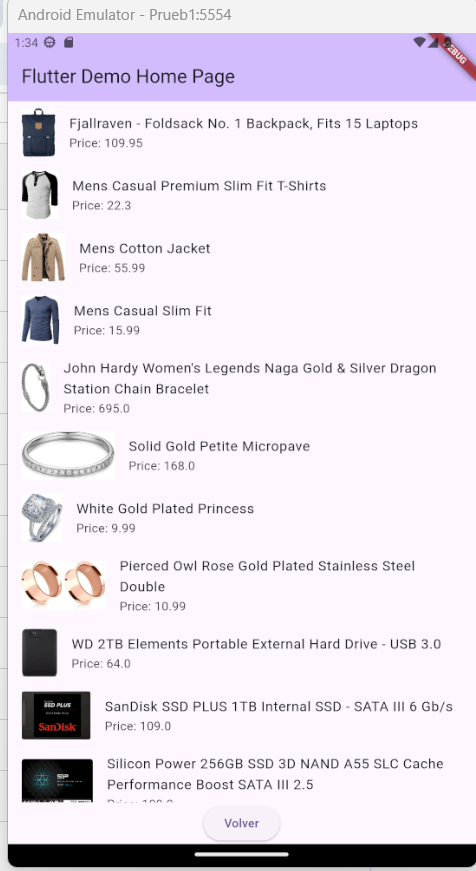 Android Emulator - Prueb1:5554
1:34
DEBUG
Flutter Demo Home Page
Fjallraven - Foldsack No. 1 Backpack, Fits 15 Laptops
Price: 109.95
Mens Casual Premium Slim Fit T-Shirts
Price: 22.3
Mens Cotton Jacket
Price: 55.99
Mens Casual Slim Fit
Price: 15.99
John Hardy Women's Legends Naga Gold & Silver Dragon
Station Chain Bracelet
Price: 695.0
Solid Gold Petite Micropave
Price: 168.0
White Gold Plated Princess
Price: 9.99
Pierced Owl Rose Gold Plated Stainless Steel
Double
Price: 10.99
WD 2TB Elements Portable External Hard Drive - USB 3.0
Price: 64.0
SSD PLUS
SanDisk
SanDisk SSD PLUS 1TB Internal SSD - SATA III 6 Gb/s
Price: 109.0
SP
Silicon Power 256GB SSD 3D NAND A55 SLC Cache
Performance Boost SATA III 2.5
Price: 109.0
Volver